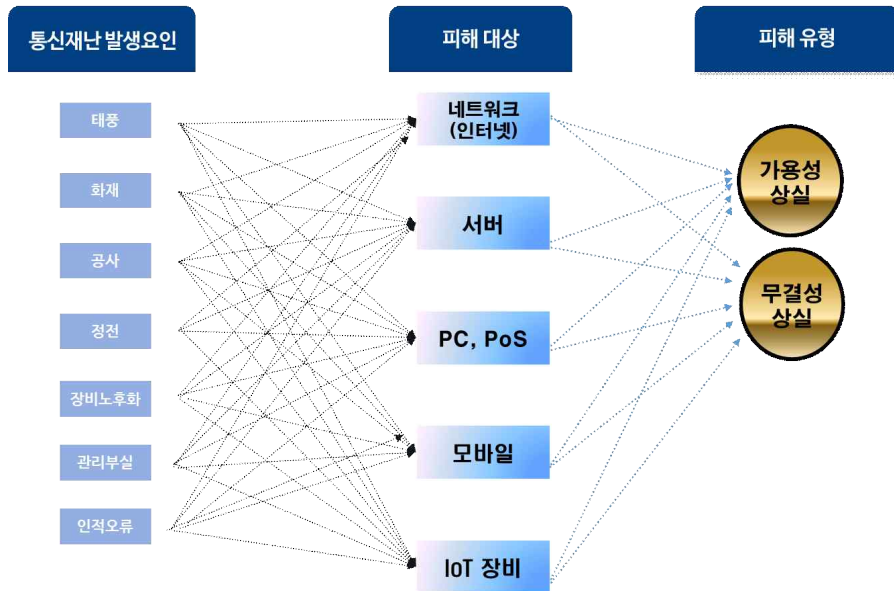 통신재난 발생요인
피해 대상
피해 유형
태풍
화재
공사
정전
장비노후화
관리부실
인적오류
네트워크
(인터넷)
서버
PC, PoS
모바일
IoT 장비
가용성
상실
무결성
상실